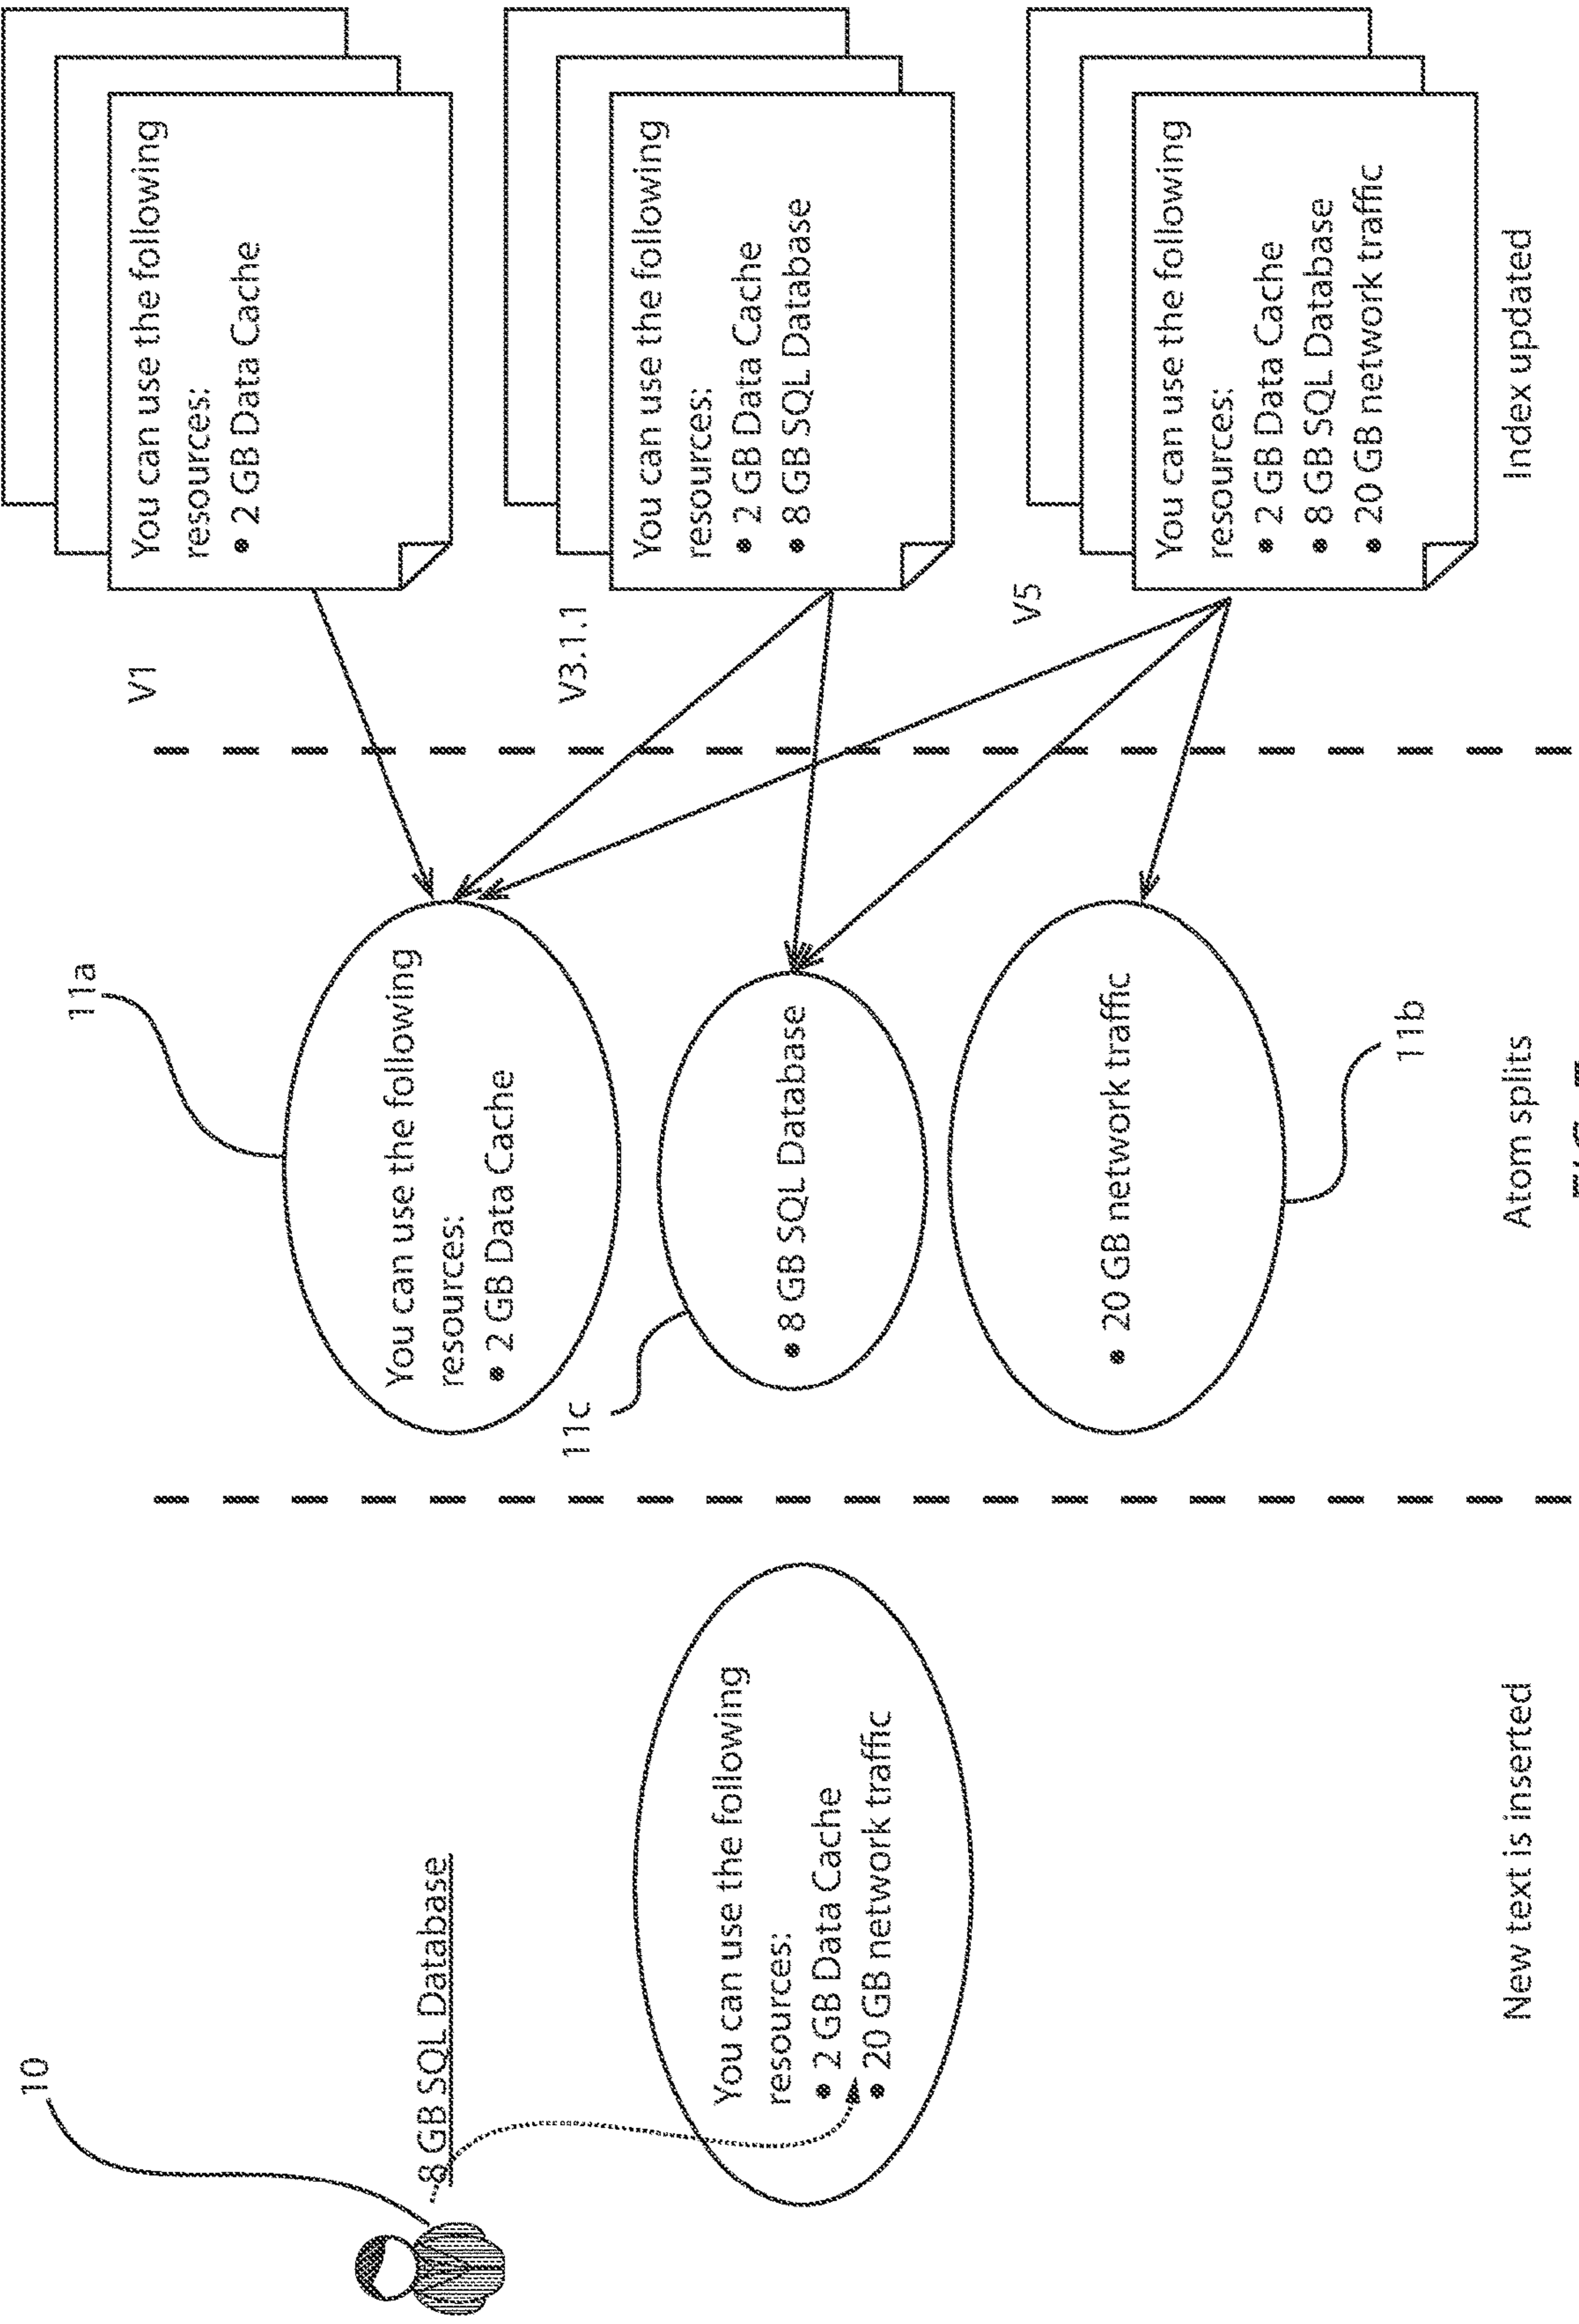 10
8 GB SQL Database
You can use the following
resources:
• 2 GB Data Cache
• 20 GB network traffic
New text is inserted
11a
You can use the following
resources:
• 2 GB Data Cache
11c
• 8 GB SQL Database
• 20 GB network traffic
11b
Atom splits
V1
You can use the following
resources:
• 2 GB Data Cache
V3.1.1
You can use the following
resources:
• 2 GB Data Cache
• 8 GB SQL Database
V5
You can use the following
resources:
• 2 GB Data Cache
• 8 GB SQL Database
• 20 GB network traffic
Index updated